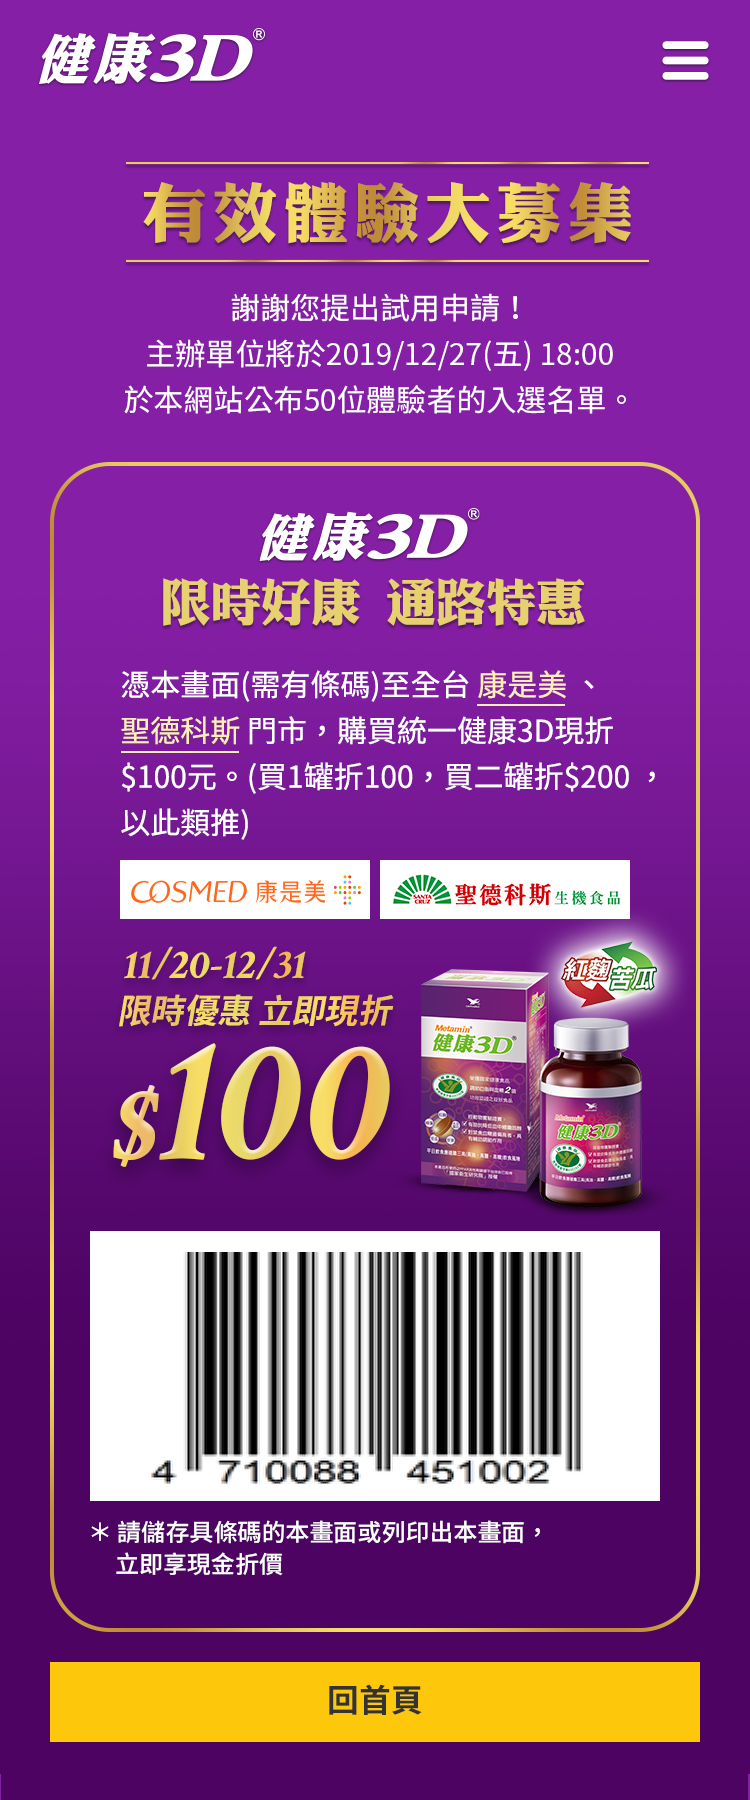 健康3D®
有效體驗大募集
謝謝您提出試用申請！
主辦單位將於2019/12/27(五) 18:00
於本網站公布50位體驗者的入選名單。
健康3D®
限時好康 通路特惠
憑本畫面(需有條碼)至全台 康是美 、
聖德科斯 門市，購買統一健康3D現折
$100元。(買1罐折100，買二罐折$200 ，
以此類推)
COSMED 康是美
SANTA CRUZ 聖德科斯 生機食品
11/20-12/31
限時優惠 立即現折
$100
紅麴 苦瓜
Metamin
健康3D
Metamin
健康3D
4 710088 451002
＊ 請儲存具條碼的本畫面或列印出本畫面，
立即享現金折價
回首頁